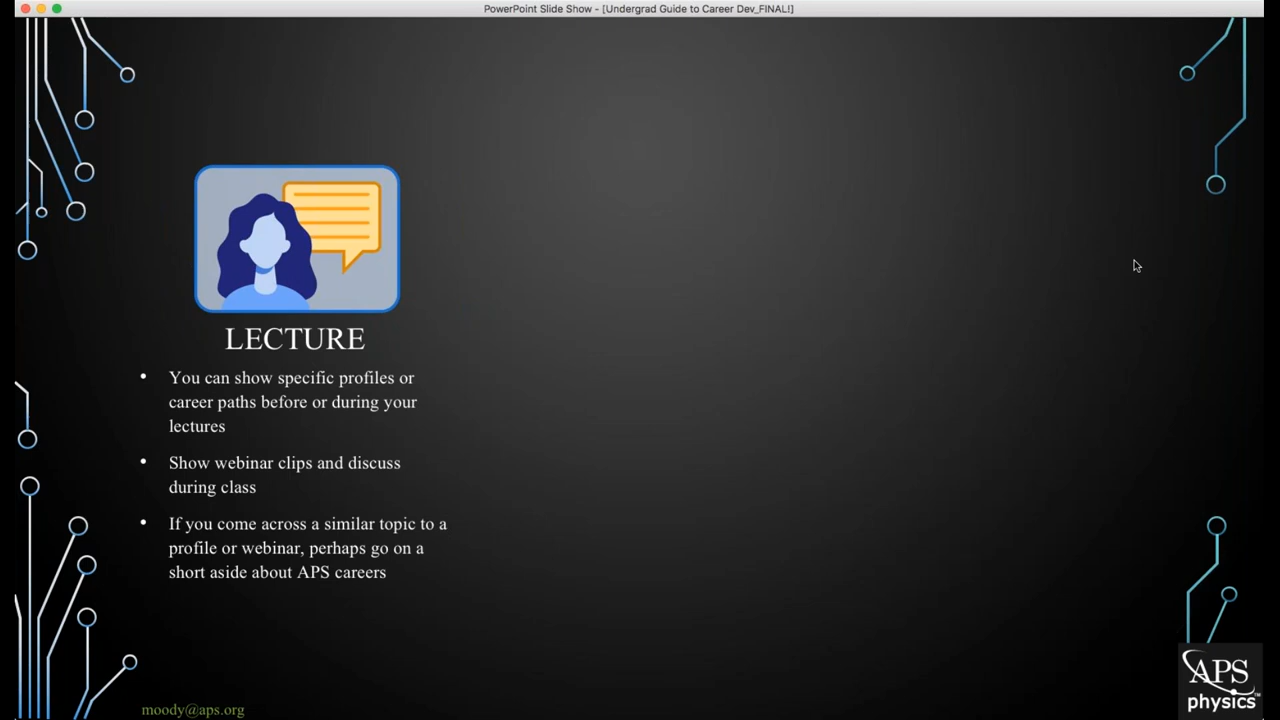 PowerPoint Slide Show - [Undergrad Guide to Career Dev_FINAL!]
LECTURE
• You can show specific profiles or
career paths before or during your
lectures
• Show webinar clips and discuss
during class
• If you come across a similar topic to a
profile or webinar, perhaps go on a
short aside about APS careers
moody@aps.org
APS
physics™